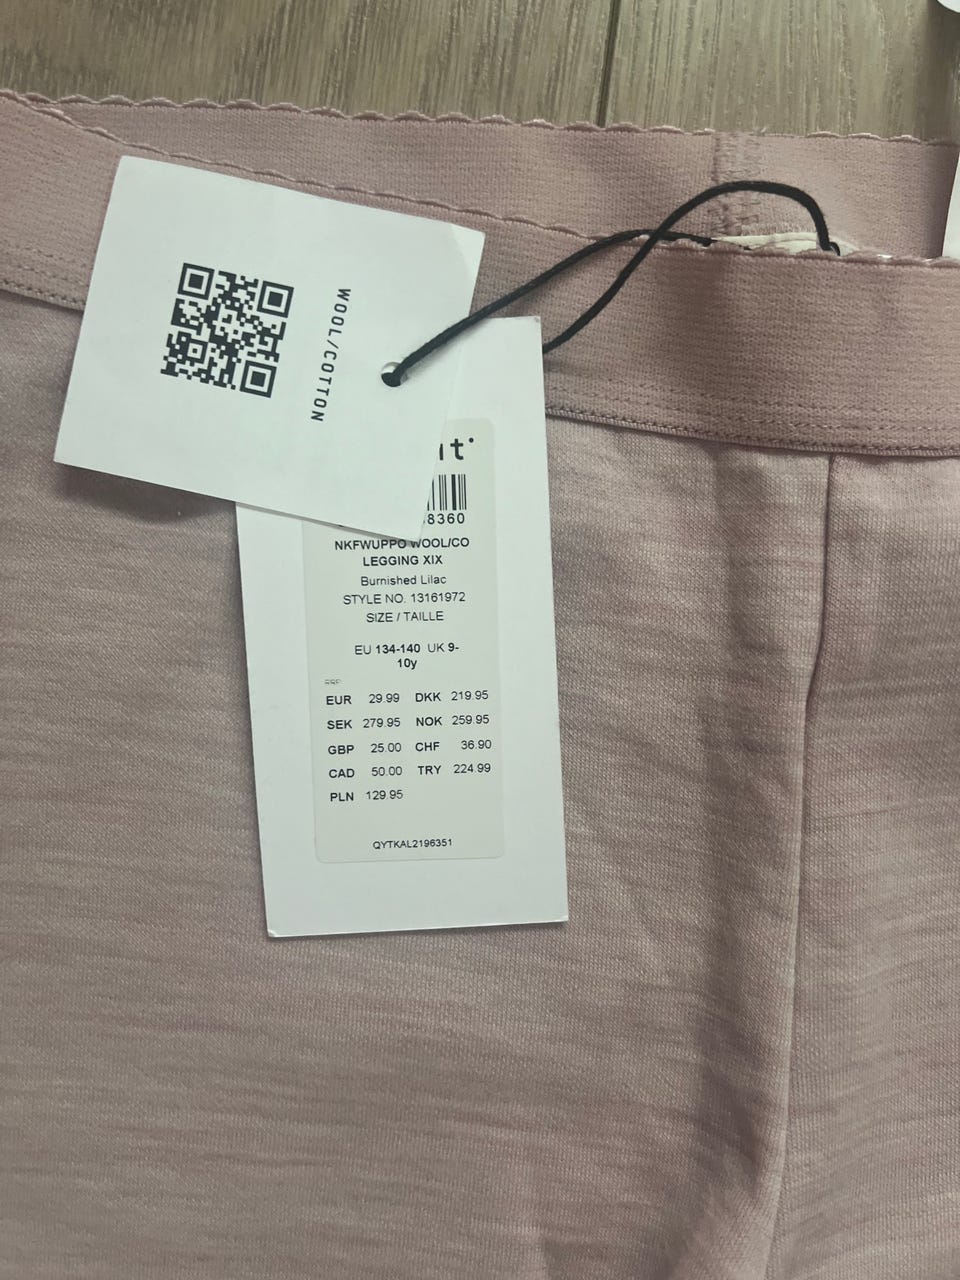 WOOL/COTTON
it
8360
NKFWUPPO WOOL/CO
LEGGING XIX
Burnished Lilac
STYLE NO. 13161972
SIZE / TAILLE
EU 134-140 UK 9-
10y
RRP
EUR 29.99 DKK 219.95
SEK 279.95 NOK 259.95
GBP 25.00 CHF 36.90
CAD 50.00 TRY 224.99
PLN 129.95
QYTKAL2196351